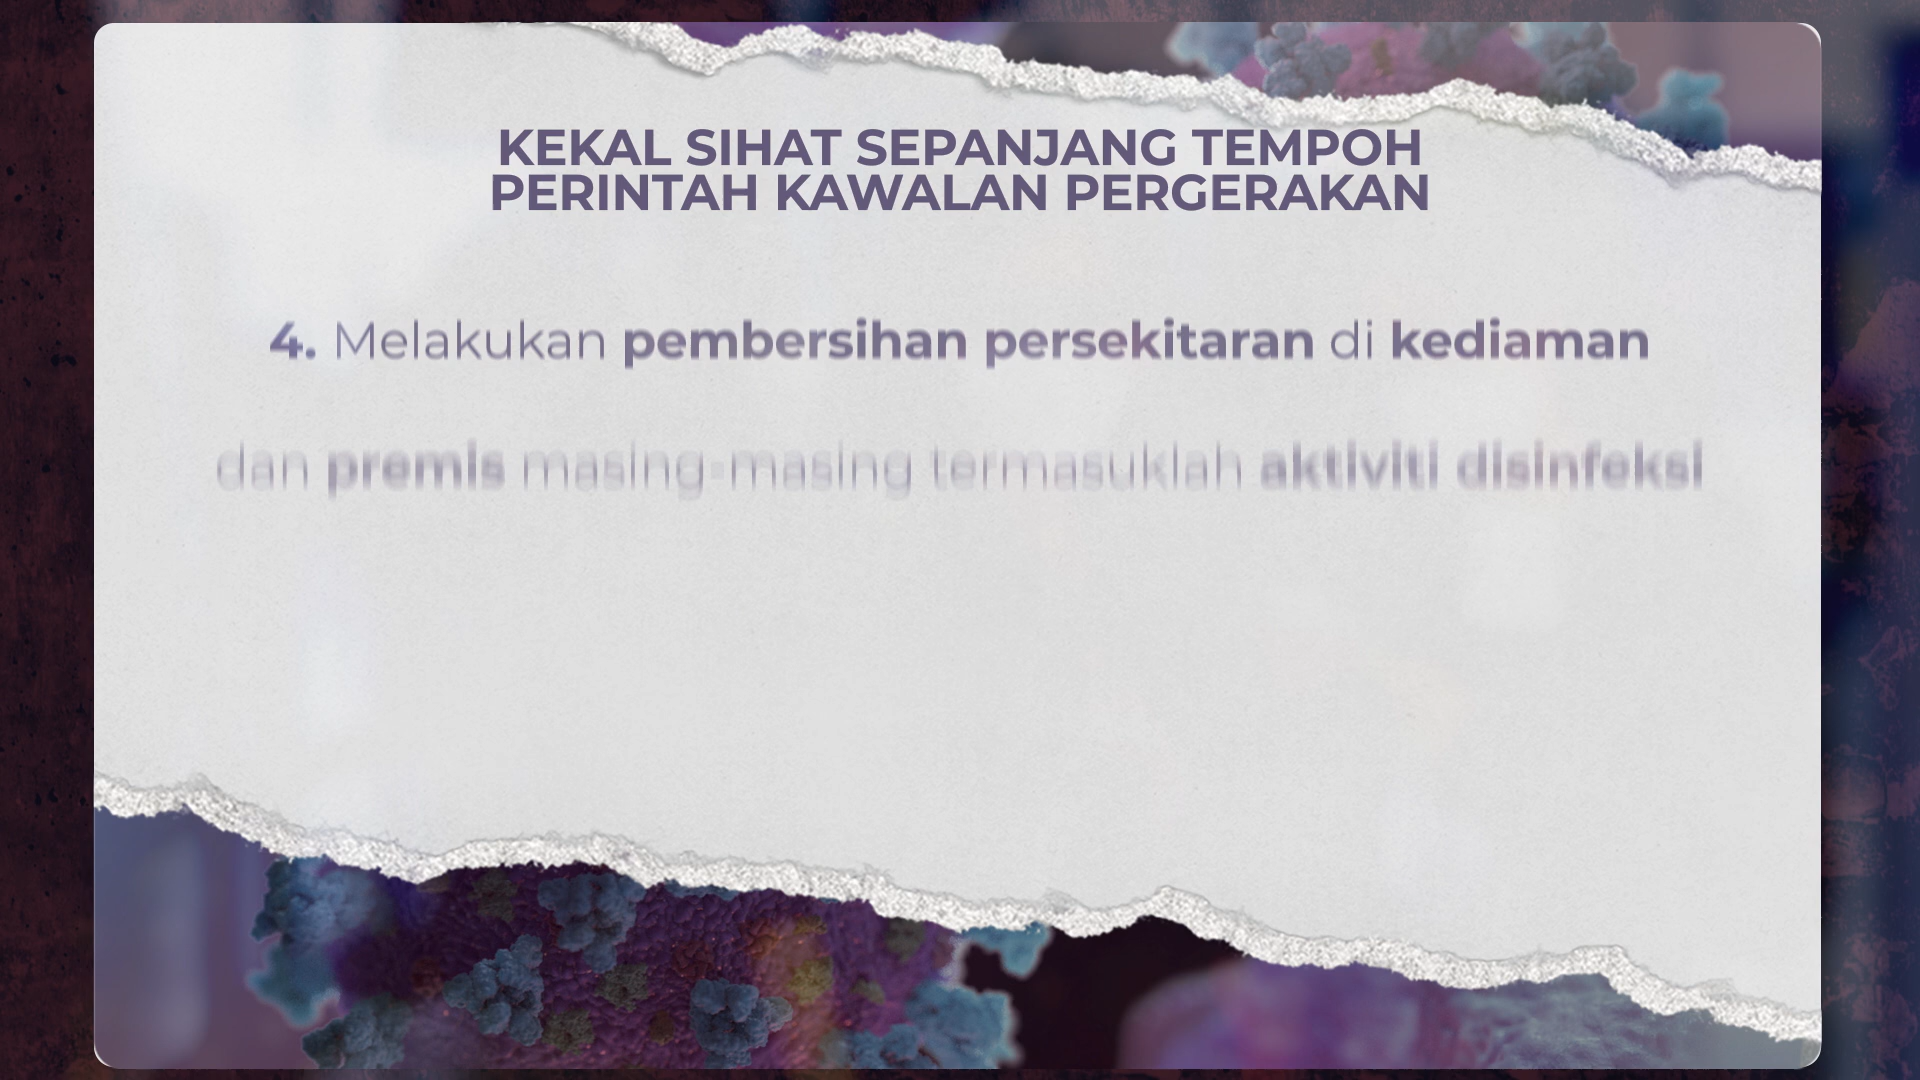 KEKAL SIHAT SEPANJANG TEMPOH
PERINTAH KAWALAN PERGERAKAN
4. Melakukan pembersihan persekitaran di kediaman
dan premis masing-masing termasuklah aktiviti disinfeksi